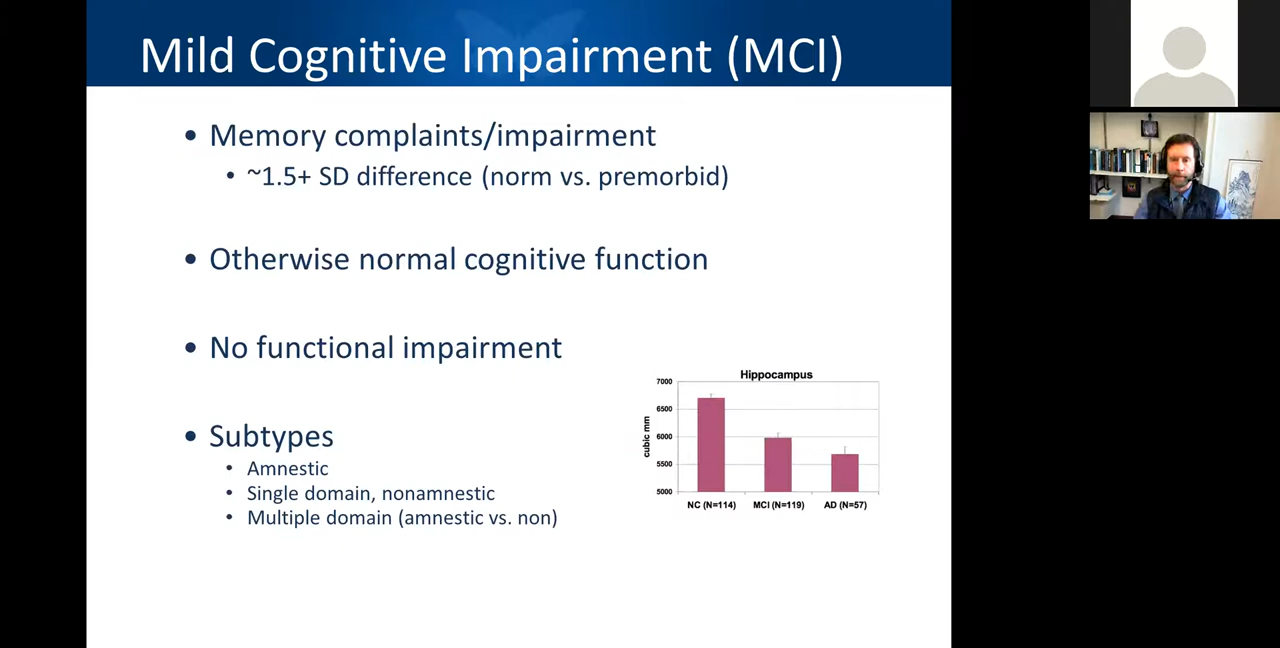 Mild Cognitive Impairment (MCI)
• Memory complaints/impairment
• ~1.5+ SD difference (norm vs. premorbid)
• Otherwise normal cognitive function
• No functional impairment
• Subtypes
• Amnestic
• Single domain, nonamnestic
• Multiple domain (amnestic vs. non)
Hippocampus
cubic mm
7000
6500
6000
5500
5000
NC (N=114) MCI (N=119) AD (N=57)